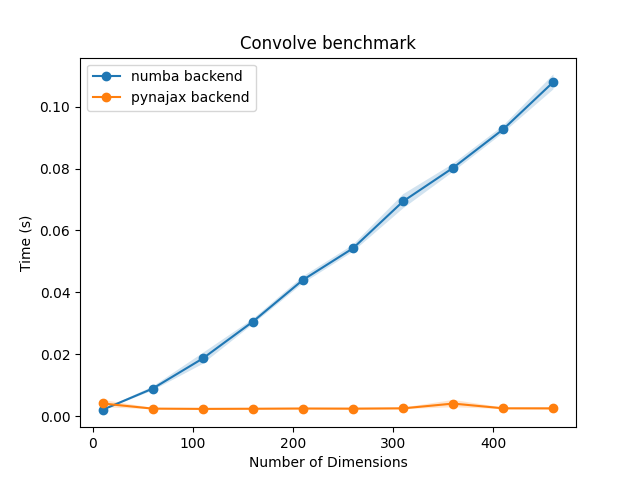 Convolve benchmark
numba backend
pynajax backend
Time (s)
0.10
0.08
0.06
0.04
0.02
0.00
0
100
200
300
400
Number of Dimensions